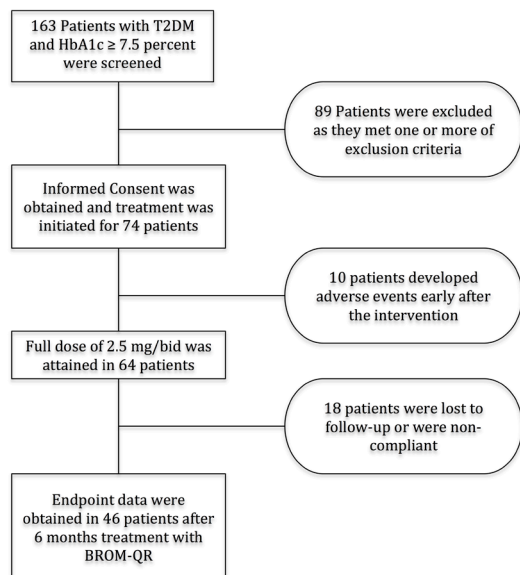 163 Patients with T2DM
and HbA1c ≥ 7.5 percent
were screened
89 Patients were excluded
as they met one or more of
exclusion criteria
Informed Consent was
obtained and treatment was
initiated for 74 patients
10 patients developed
adverse events early after
the intervention
Full dose of 2.5 mg/bid was
attained in 64 patients
18 patients were lost to
follow-up or were non-
compliant
Endpoint data were
obtained in 46 patients after
6 months treatment with
BROM-QR